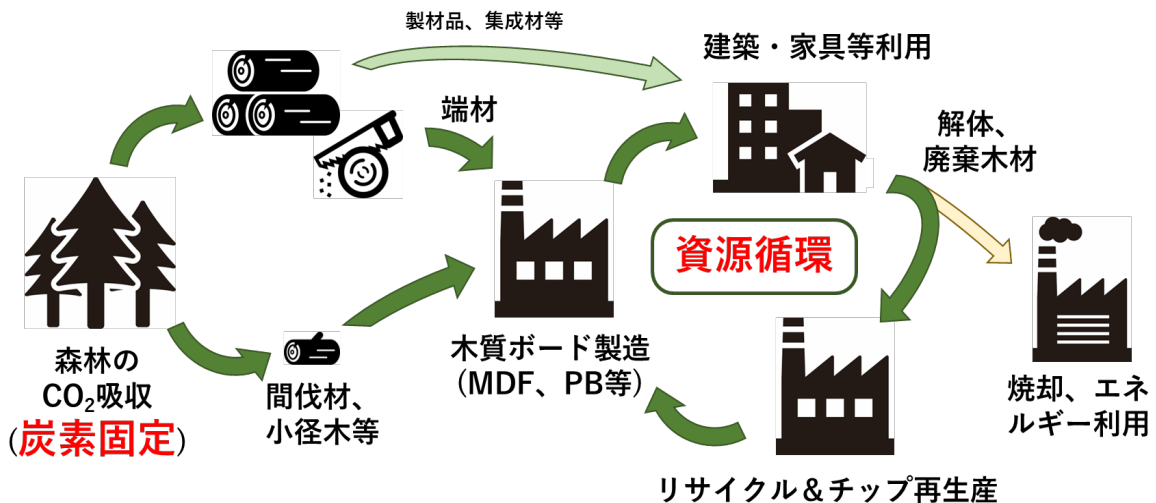 製材品、集成材等
建築・家具等利用
端材
解体、
廃棄木材
資源循環
森林の
CO₂吸収
(炭素固定)
間伐材、
小径木等
木質ボード製造
(MDF、PB等)
焼却、エネ
ルギー利用
リサイクル＆チップ再生産